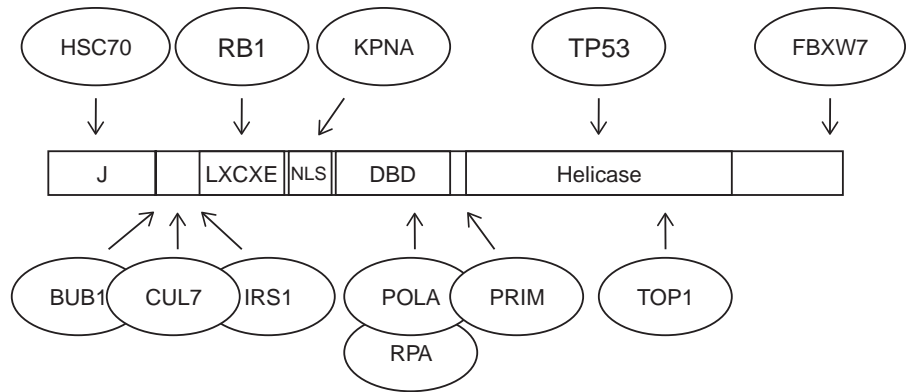 HSC70 RB1 KPNA TP53 FBXW7
J LXCXE NLS DBD Helicase
BUB1 CUL7 IRS1 POLA PRIM TOP1
RPA